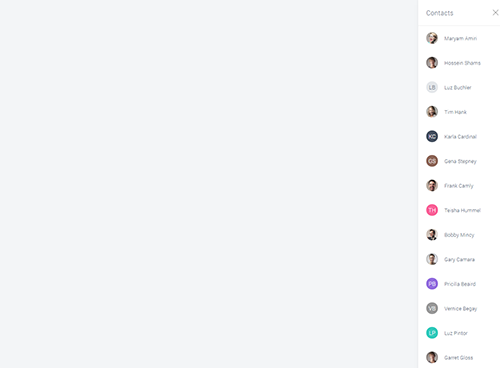 Contacts
Maryam Amiri
Hossein Shams
LB Luz Buchler
Tim Hank
KC Karla Cardinal
GS Gena Stepney
Frank Camry
TH Taisha Hummel
Bobby Mincy
Gary Camara
PB Pricilla Beard
VB Vernice Begay
LP Luz Pintor
Garret Gloss